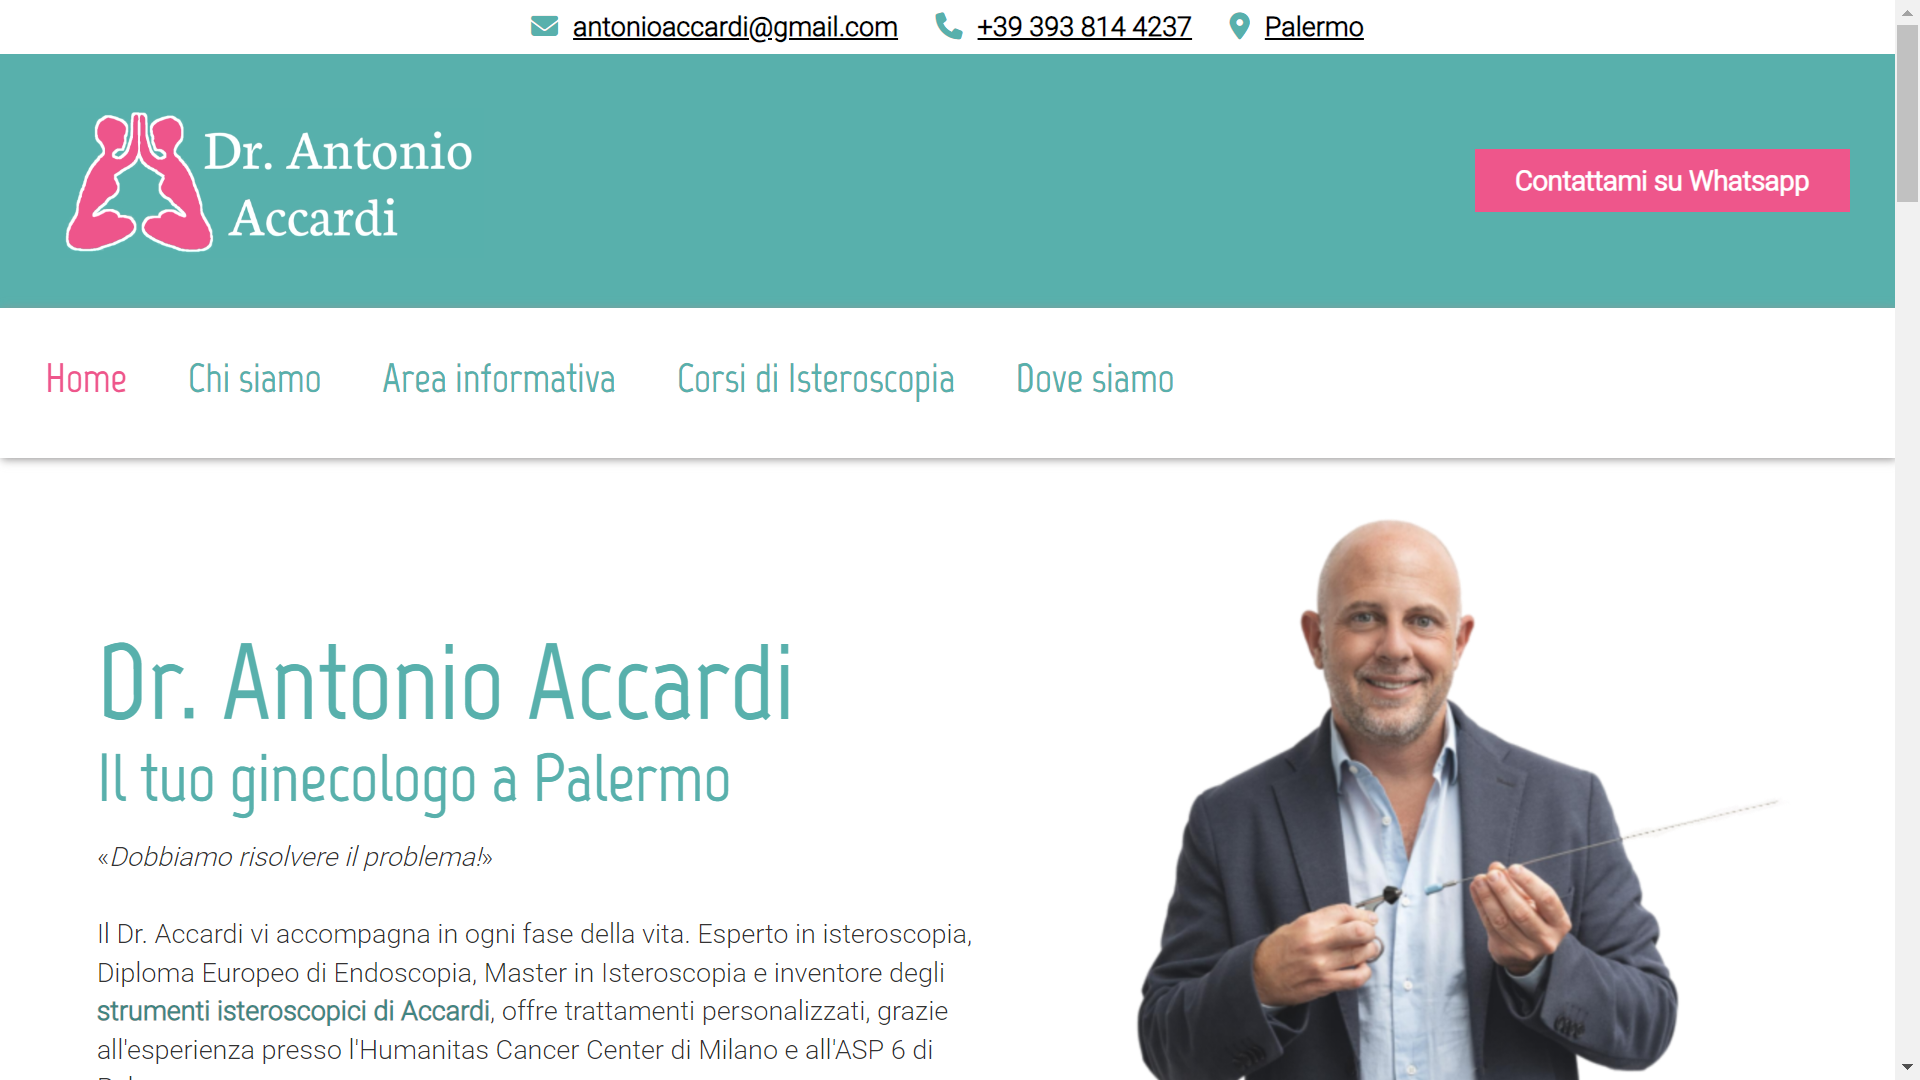 antonioaccardi@gmail.com +39 393 814 4237 Palermo
Dr. Antonio
Accardi
Contattami su Whatsapp
Home Chi siamo Area informativa Corsi di Isteroscopia Dove siamo
Dr. Antonio Accardi
Il tuo ginecologo a Palermo
«Dobbiamo risolvere il problema!»
Il Dr. Accardi vi accompagna in ogni fase della vita. Esperto in isteroscopia,
Diploma Europeo di Endoscopia, Master in Isteroscopia e inventore degli
strumenti isteroscopici di Accardi, offre trattamenti personalizzati, grazie
all'esperienza presso l'Humanitas Cancer Center di Milano e all'ASP 6 di